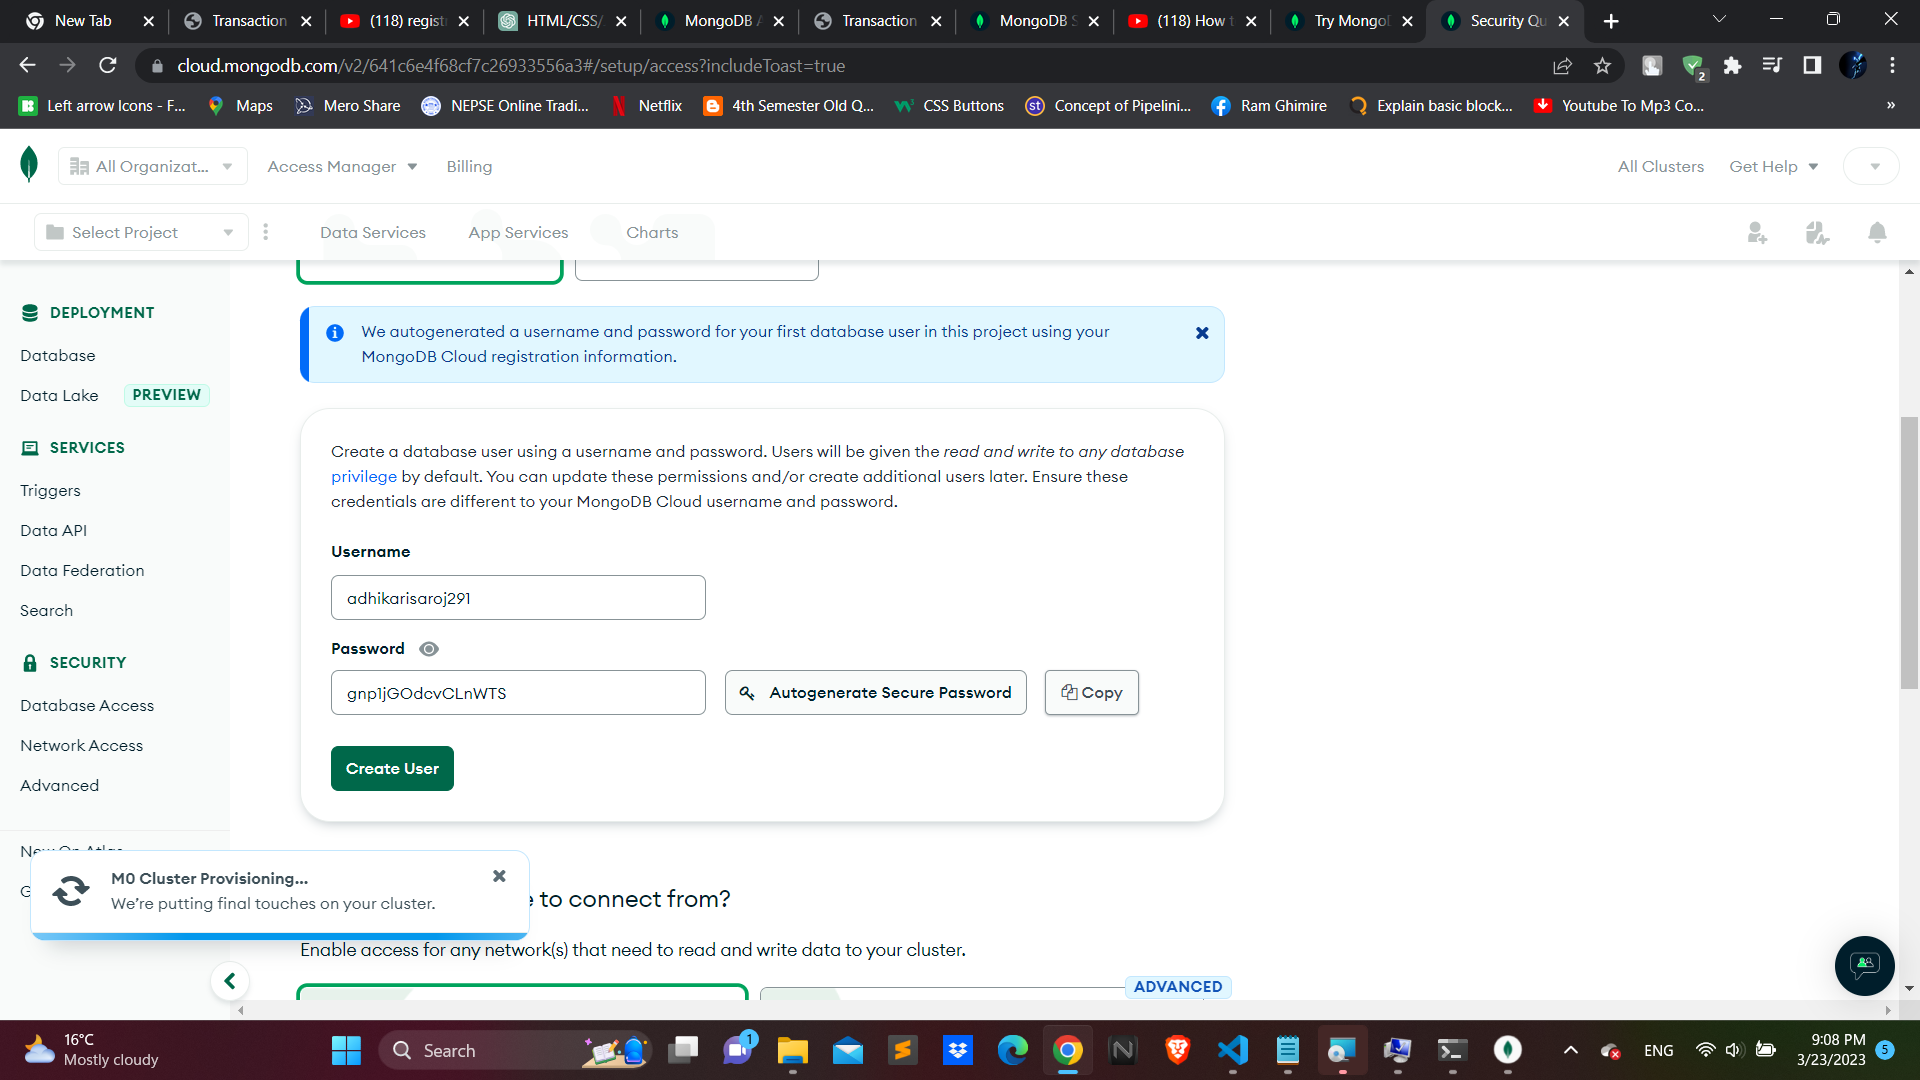 New Tab
Transaction
(118) regist
HTML/CSS/
MongoDB A
Transaction
MongoDB S
(118) How t
Try MongoD
Security Qu
cloud.mongodb.com/v2/641c6e4f68cf7c26933556a3#/setup/access?includeToast=true
2
Left arrow Icons - F...
Maps
Mero Share
NEPSE Online Tradi...
Netflix
4th Semester Old Q...
CSS Buttons
st
Concept of Pipelini...
Ram Ghimire
Explain basic block...
Youtube To Mp3 Co...
»
All Organizat...
Access Manager
Billing
All Clusters
Get Help
Select Project
Data Services
App Services
Charts
DEPLOYMENT
Database
Data Lake
PREVIEW
SERVICES
Triggers
Data API
Data Federation
Search
SECURITY
Database Access
Network Access
Advanced
We autogenerated a username and password for your first database user in this project using your
MongoDB Cloud registration information.
Create a database user using a username and password. Users will be given the read and write to any database
privilege by default. You can update these permissions and/or create additional users later. Ensure these
credentials are different to your MongoDB Cloud username and password.
Username
adhikarisaroj291
Password
gnp1jGOdcvCLnWTS
Autogenerate Secure Password
Copy
Create User
M0 Cluster Provisioning...
We're putting final touches on your cluster.
to connect from?
Enable access for any network(s) that need to read and write data to your cluster.
ADVANCED
16°C
Mostly cloudy
Search
1
ENG
9:08 PM
3/23/2023
5